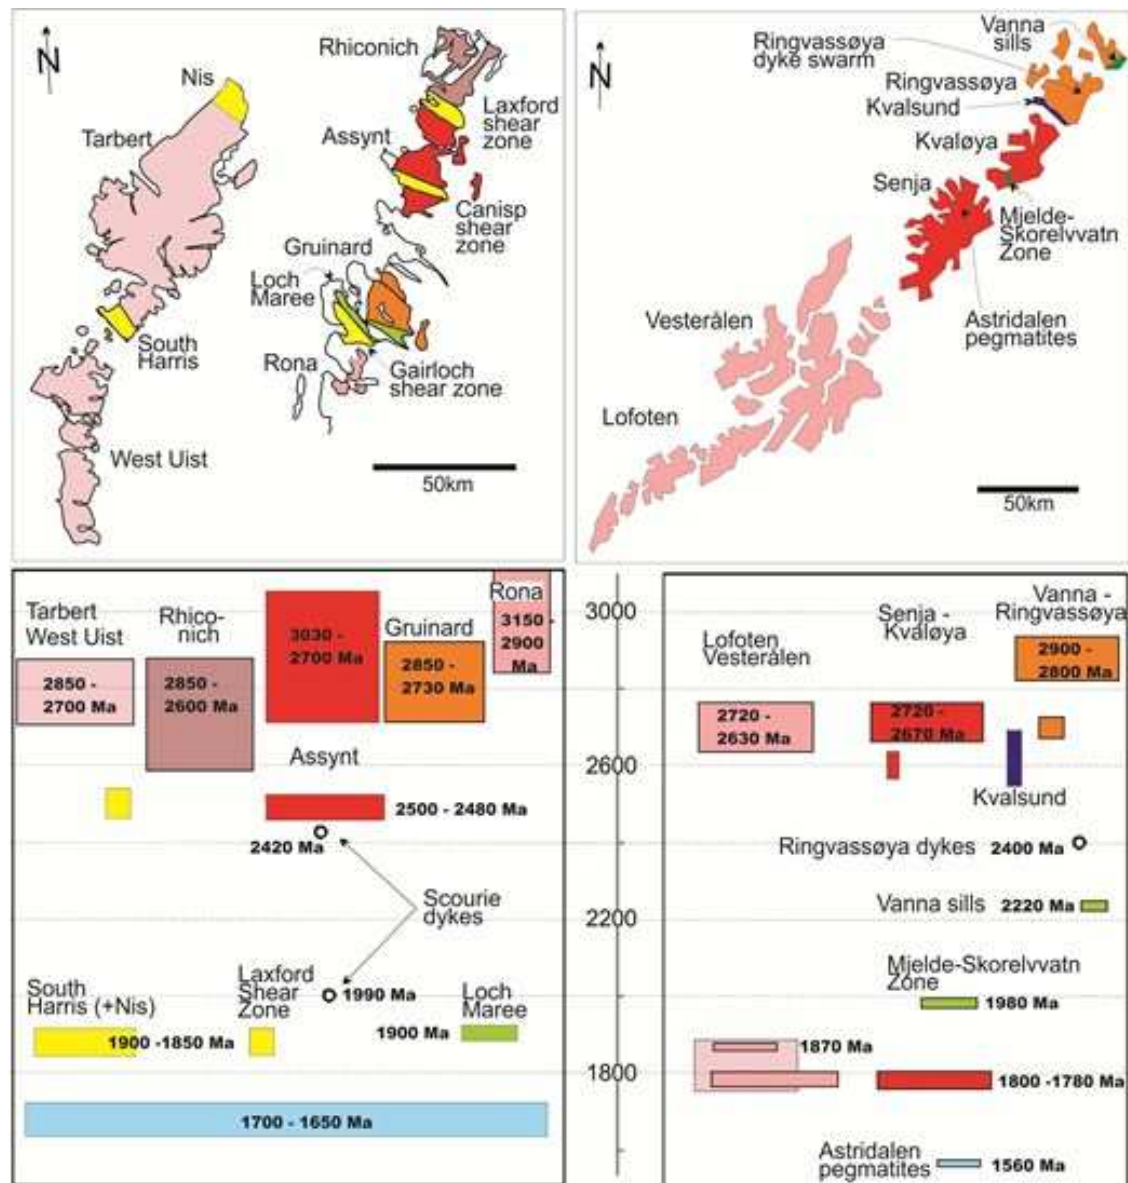 N
Nis
Tarbert
South
Harris
West Uist
Rhiconich
Laxford
shear
zone
Assynt
Canisp
shear
zone
Gruinard
Loch
Maree
Rona
Gairloch
shear zone
50km
N
Vanna
sills
Ringvassøya
dyke swarm
Ringvassøya
Kvalsund
Kvaløya
Senja
Mjelde-
Skorelvvatn
Zone
Astridalen
pegmatites
Vesterålen
Lofoten
50km
Tarbert
West Uist
2850 -
2700 Ma
Rhico-
nich
2850 -
2600 Ma
3030 -
2700 Ma
Assynt
Gruinard
2850 -
2730 Ma
Rona
3150 -
2900
Ma
2500 - 2480 Ma
2420 Ma
Scourie
dykes
1990 Ma
South
Harris (+Nis)
1900 -1850 Ma
Laxford
Shear
Zone
Loch
Maree
1900 Ma
1700 - 1650 Ma
3000
2600
2200
1800
Lofoten
Vesterålen
2720 -
2630 Ma
Senja -
Kvaløya
2720 -
2670 Ma
Vanna -
Ringvassøya
2900 -
2800 Ma
Kvalsund
Ringvassøya dykes 2400 Ma
Vanna sills 2220 Ma
Mjelde-Skorelvvatn
Zone
1980 Ma
1870 Ma
1800 -1780 Ma
Astridalen
pegmatites
1560 Ma